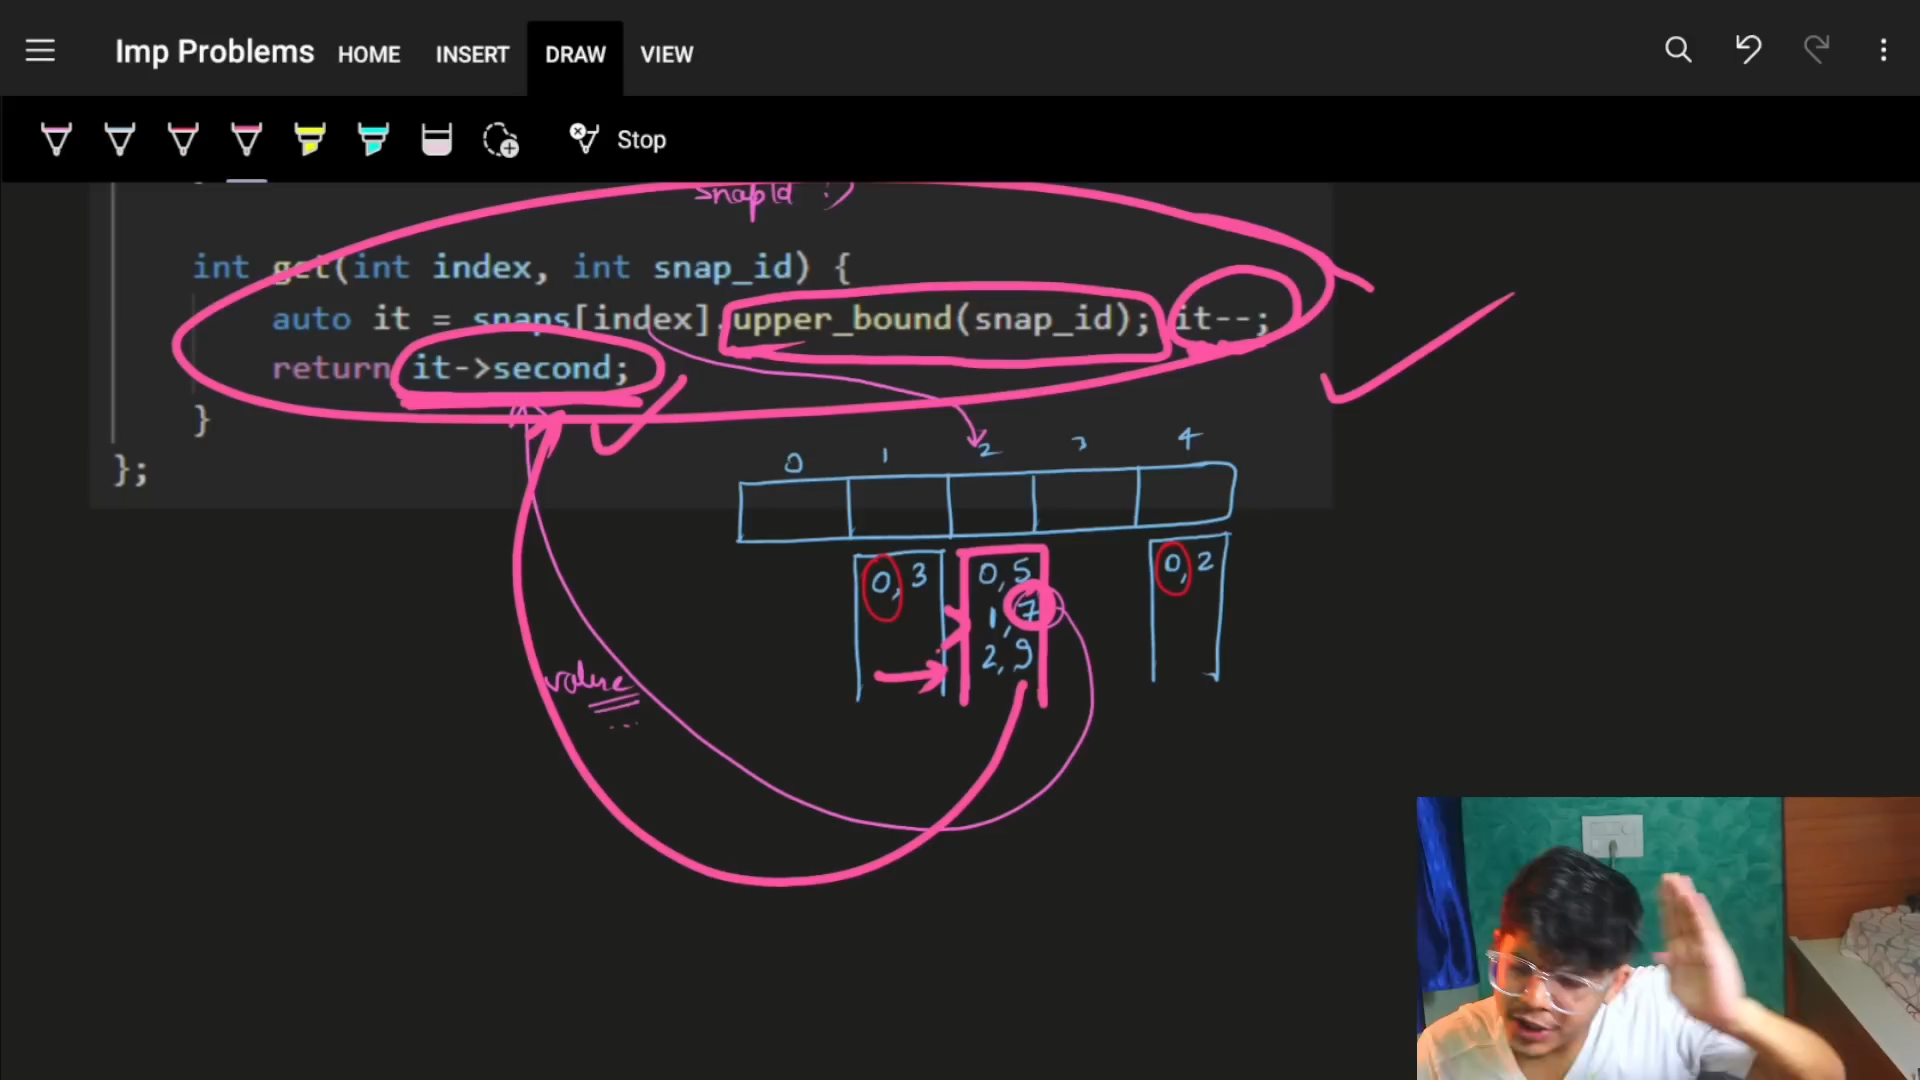 Imp Problems HOME INSERT DRAW VIEW
Stop
snapId :)
int get(int index, int snap_id) {
auto it = snaps[index].upper_bound(snap_id); it--;
return it->second;
}
};
0 1 2 3 4
0, 3
0, 5
1, 7
2, 9
0, 2
value